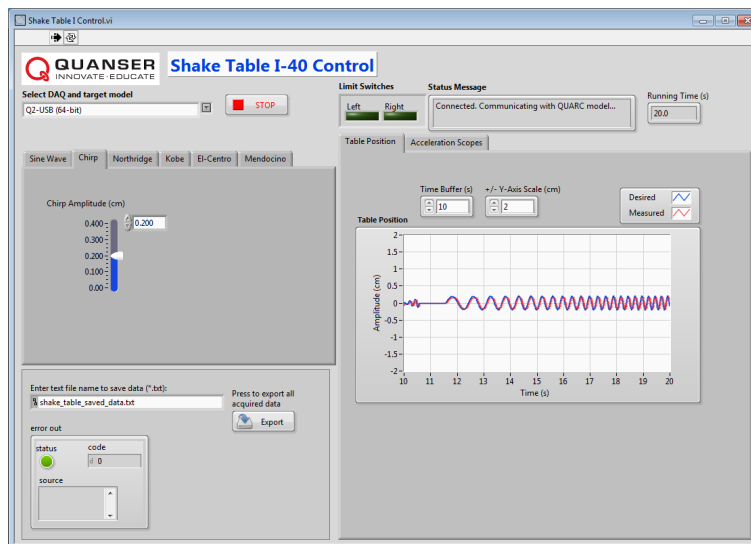 Shake Table I Control.vi
QUANSER
INNOVATE·EDUCATE
Shake Table I-40 Control
Select DAQ and target model
Q2-USB (64-bit)
STOP
Limit Switches
Left Right
Status Message
Connected. Communicating with QUARC model...
Running Time (s)
20.0
Sine Wave Chirp Northridge Kobe El-Centro Mendocino
Chirp Amplitude (cm)
0.400
0.300
0.200
0.100
0.00
0.200
Table Position Acceleration Scopes
Time Buffer (s)
10
+/- Y-Axis Scale (cm)
2
Desired
Measured
Table Position
Amplitude (cm)
2
1.5
1
0.5
0
-0.5
-1
-1.5
-2
10 11 12 13 14 15 16 17 18 19 20
Time (s)
Enter text file name to save data (*.txt):
shake_table_saved_data.txt
Press to export all
acquired data
Export
error out
status
code
d 0
source